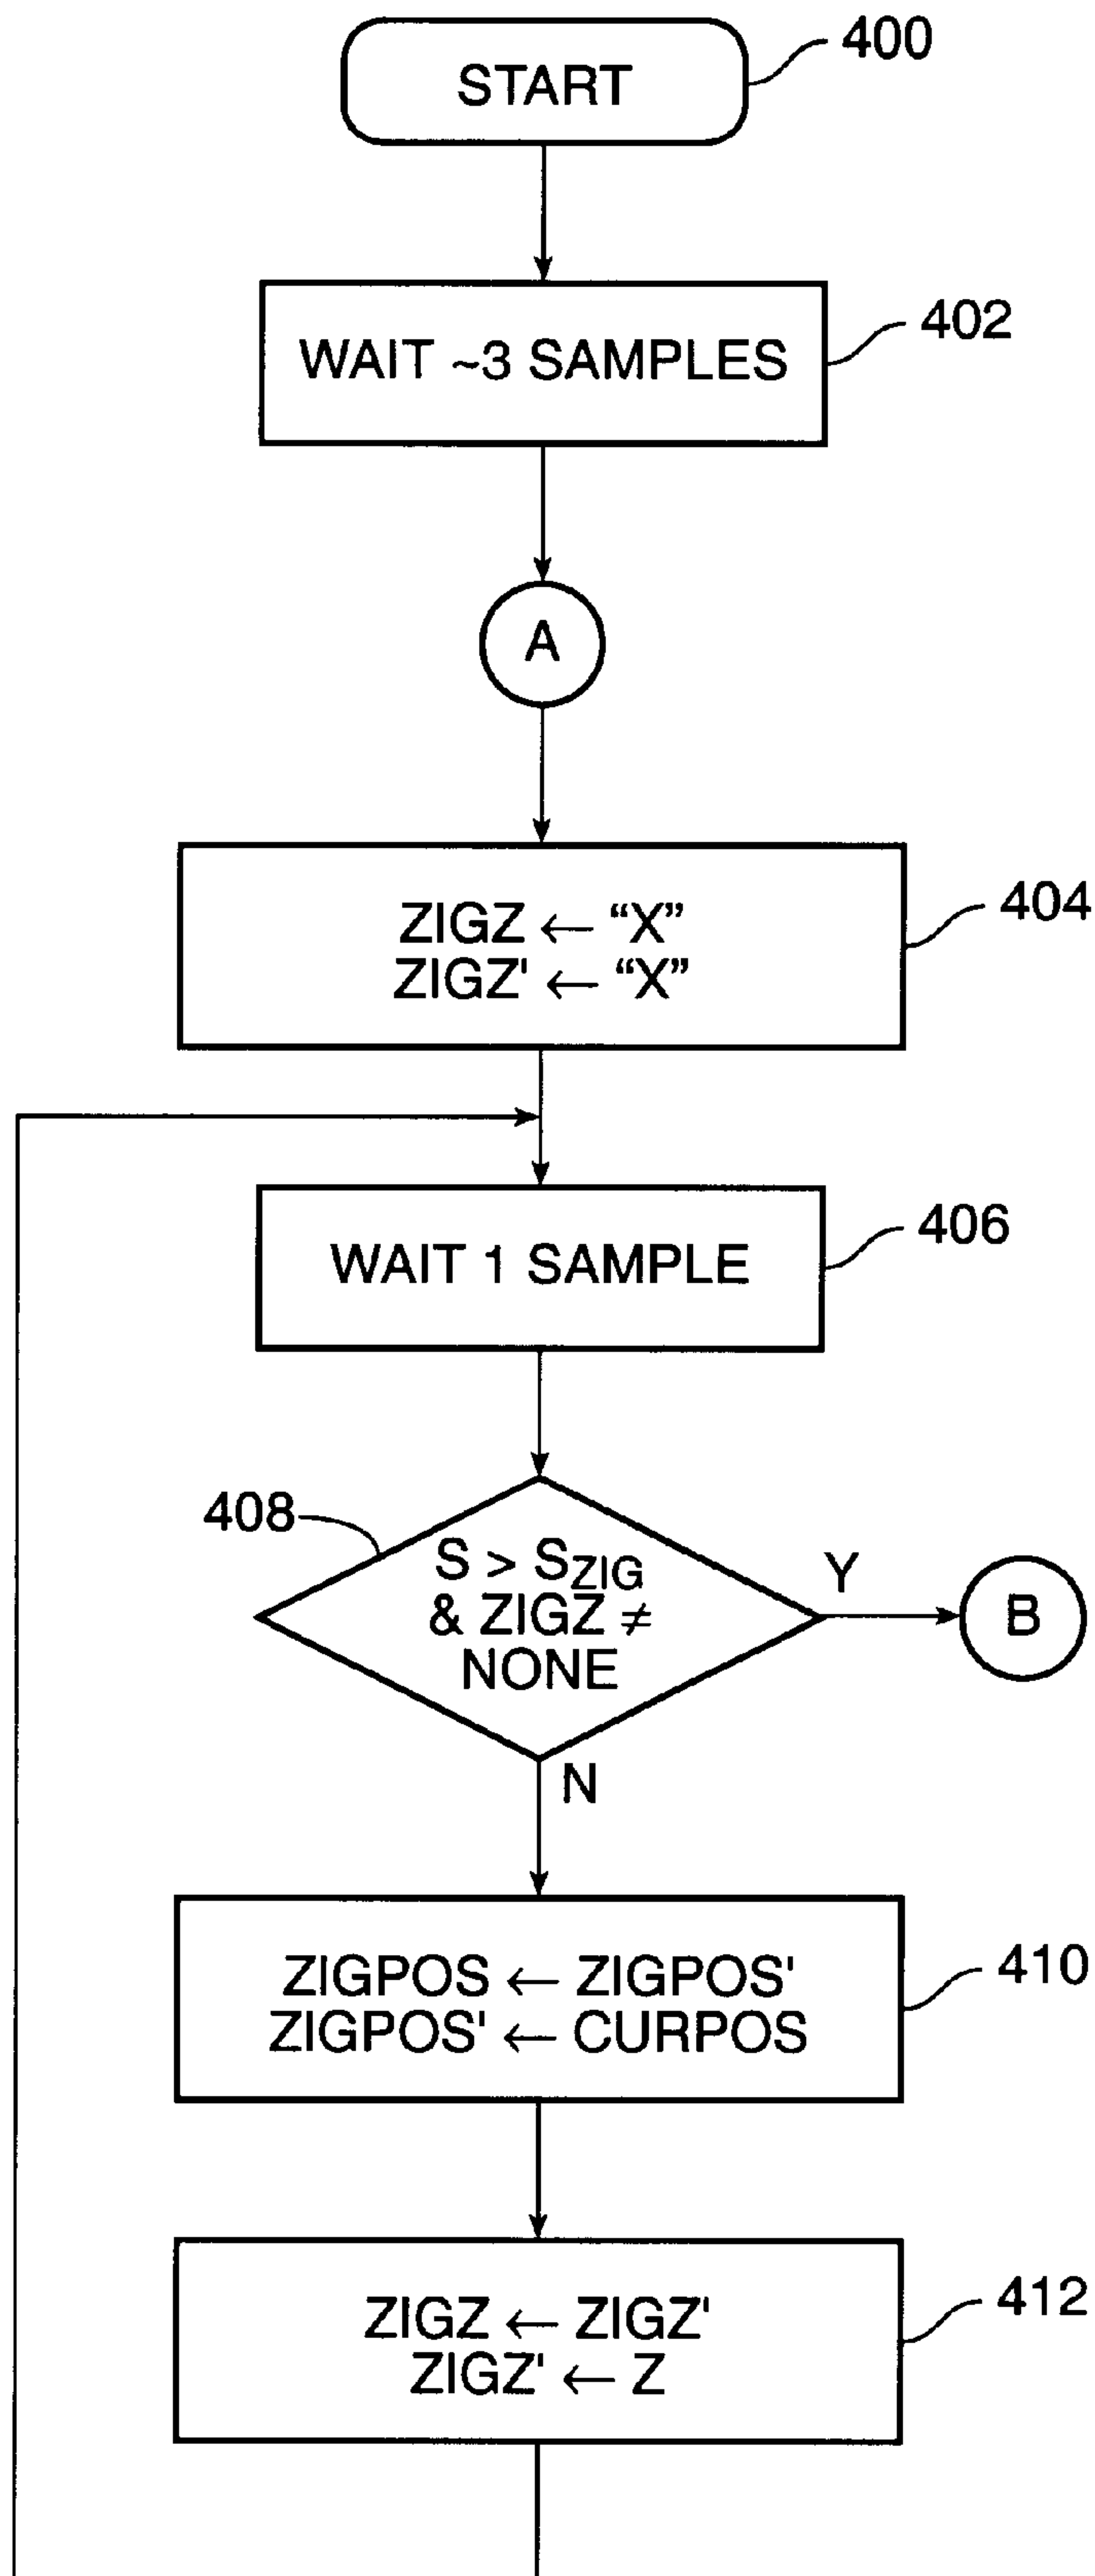 START
400
WAIT ~3 SAMPLES
402
A
ZIGZ ← “X”
ZIGZ' ← “X”
404
WAIT 1 SAMPLE
406
408
S > SZIG
& ZIGZ ≠
NONE
Y
B
N
ZIGPOS ← ZIGPOS'
ZIGPOS' ← CURPOS
410
ZIGZ ← ZIGZ'
ZIGZ' ← Z
412